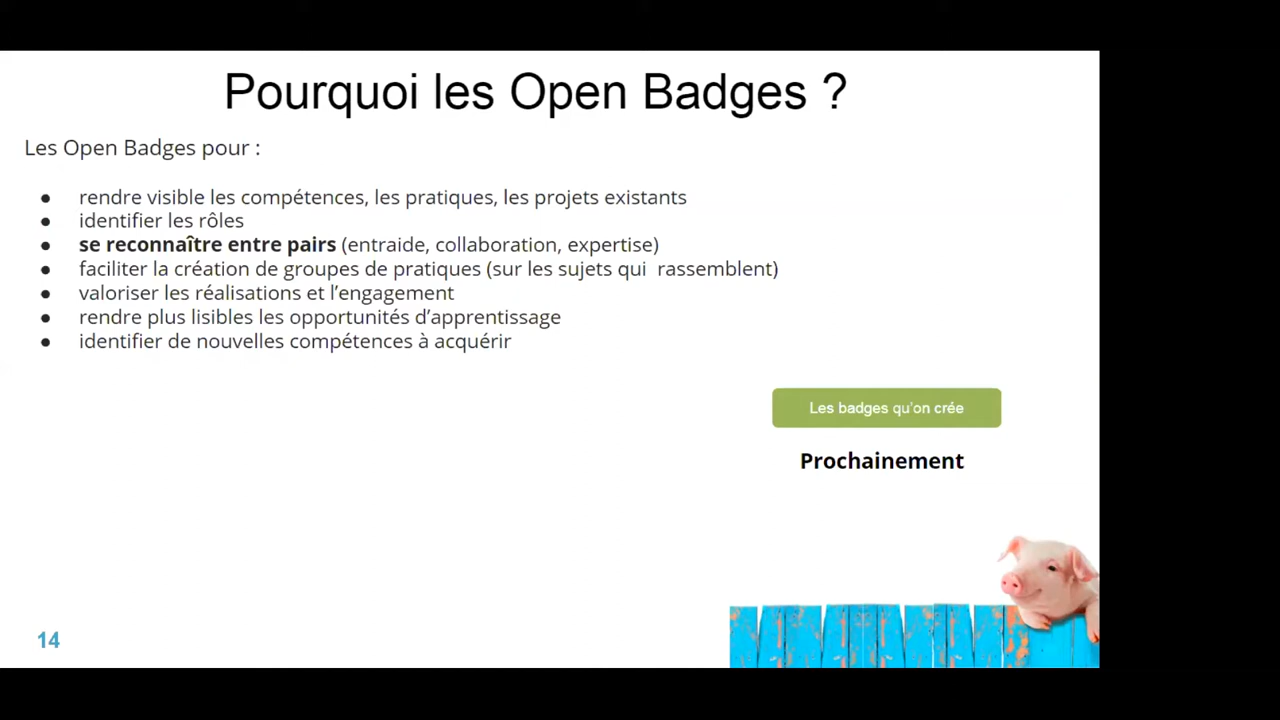 Pourquoi les Open Badges ?
Les Open Badges pour :
● rendre visible les compétences, les pratiques, les projets existants
● identifier les rôles
● se reconnaître entre pairs (entraide, collaboration, expertise)
● faciliter la création de groupes de pratiques (sur les sujets qui rassemblent)
● valoriser les réalisations et l’engagement
● rendre plus lisibles les opportunités d’apprentissage
● identifier de nouvelles compétences à acquérir
Les badges qu’on crée
Prochainement
14